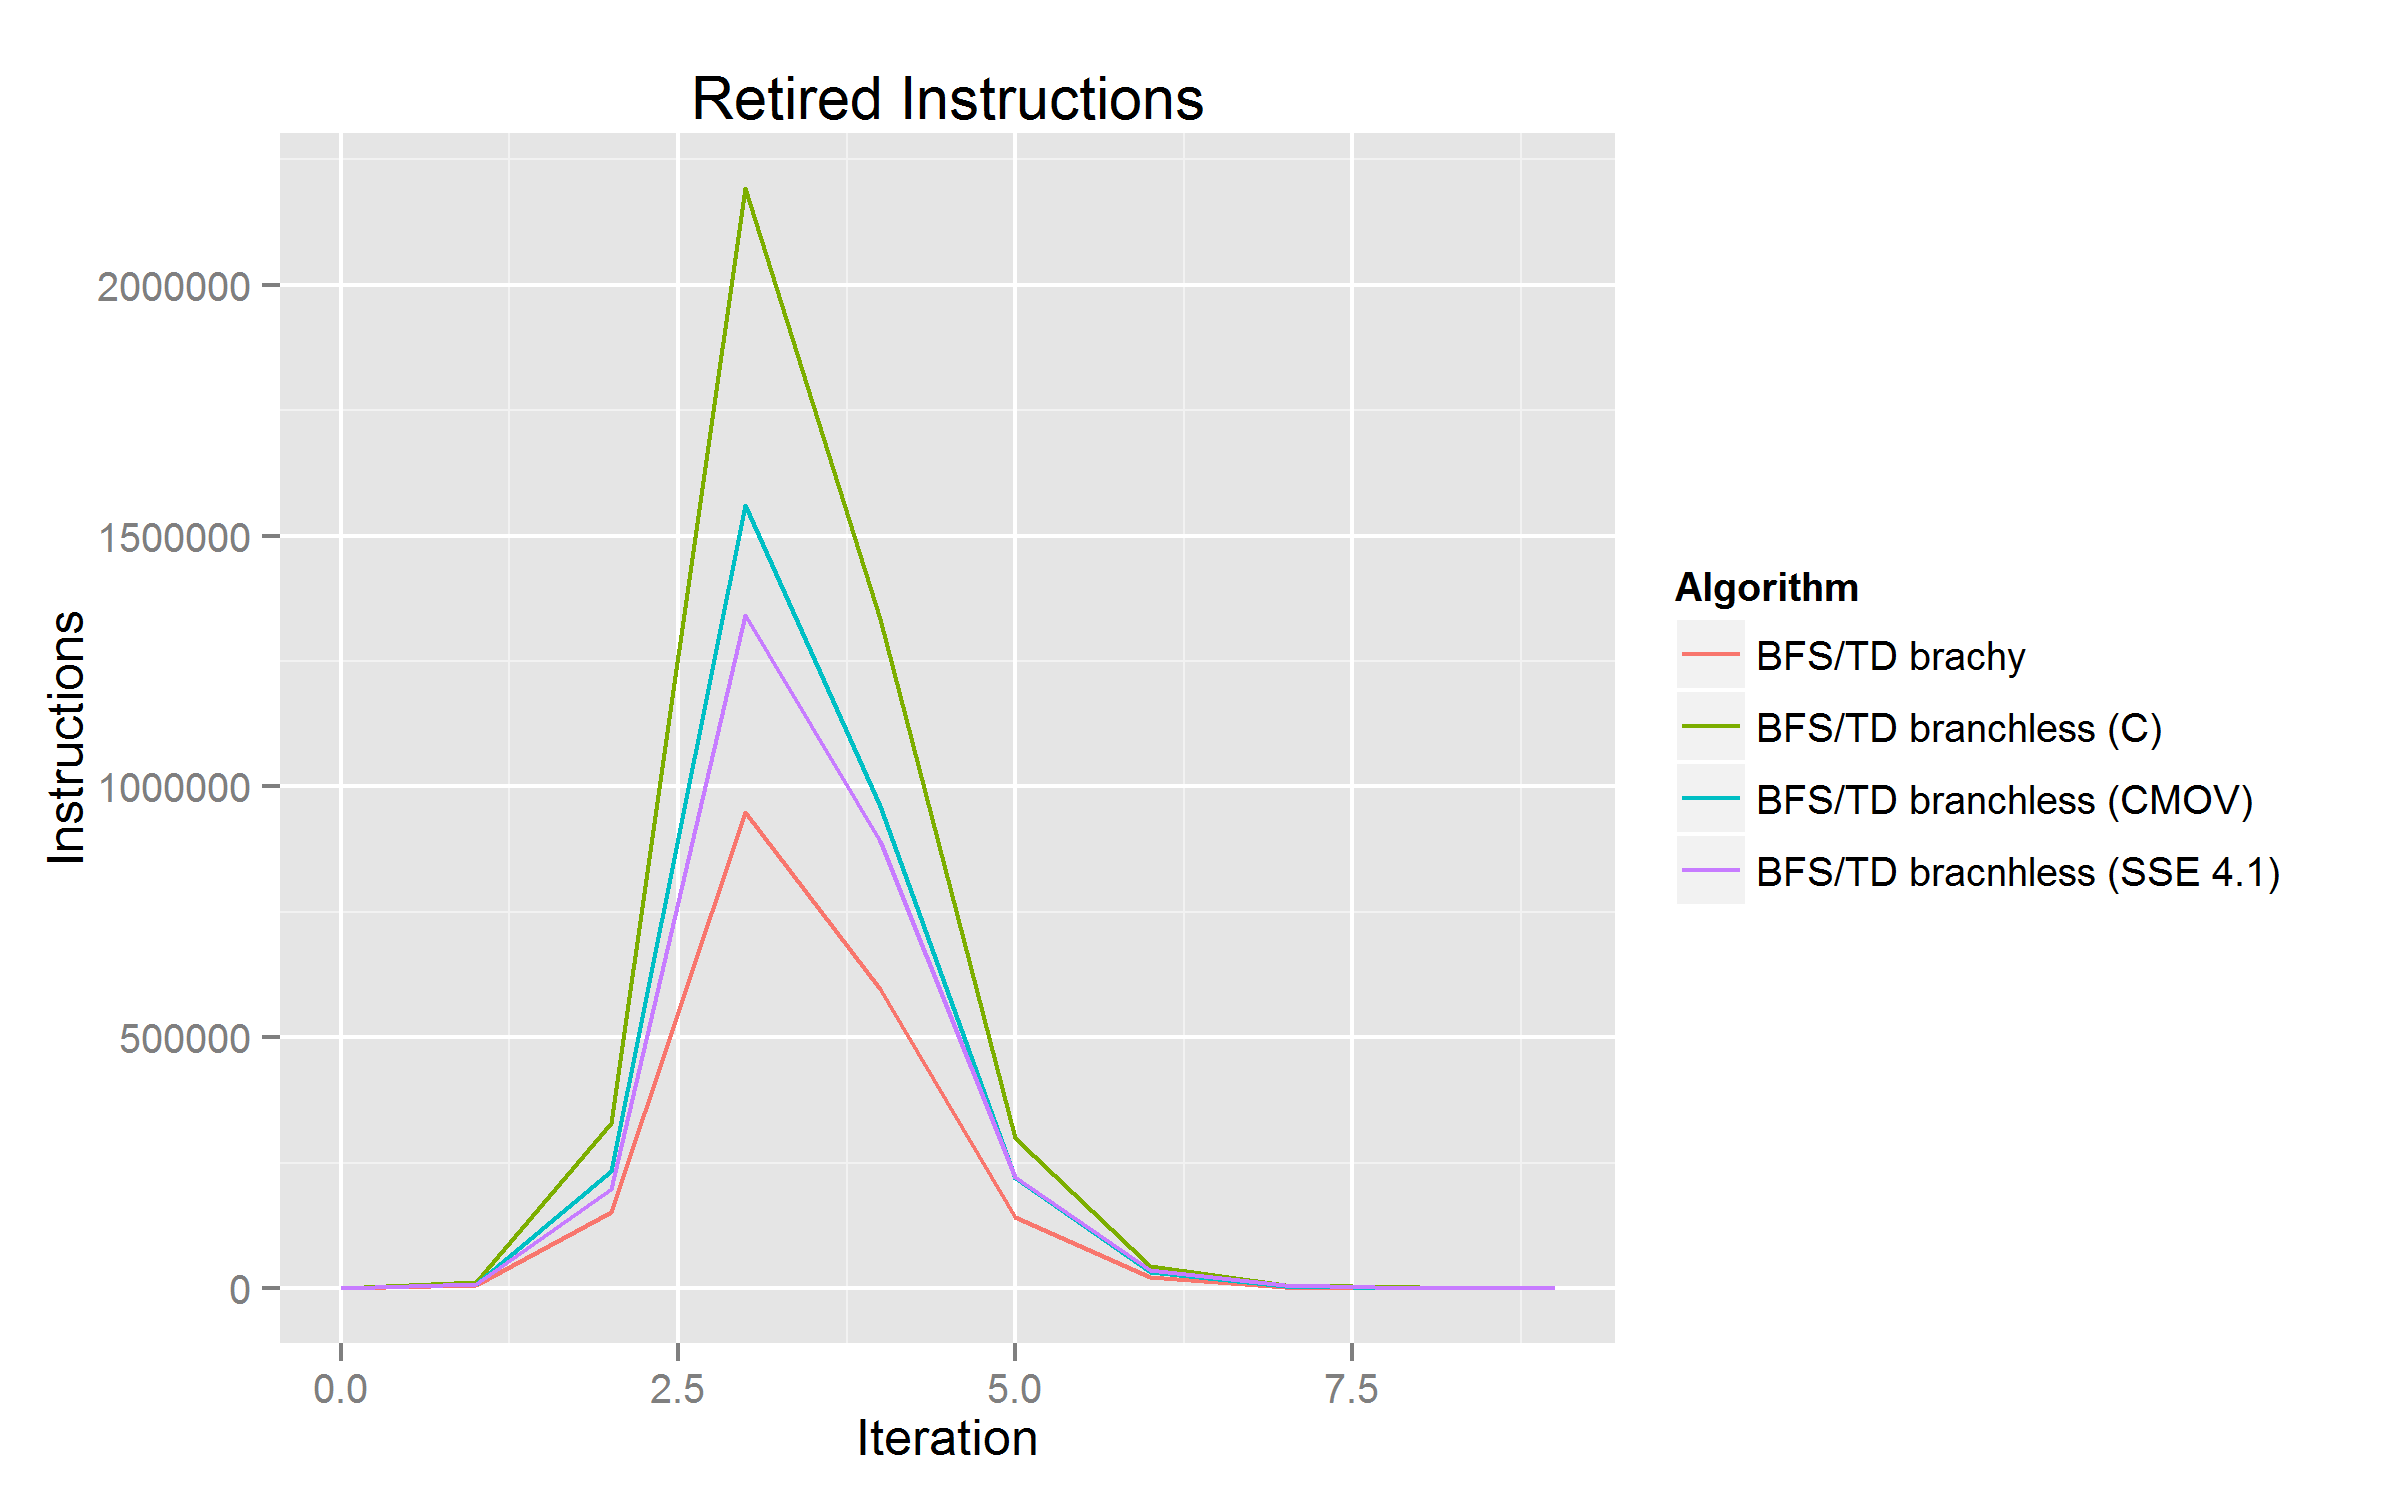 Retired Instructions
2000000
1500000
1000000
500000
0
Instructions
0.0 2.5 5.0 7.5
Iteration
Algorithm
BFS/TD brachy
BFS/TD branchless (C)
BFS/TD branchless (CMOV)
BFS/TD bracnhless (SSE 4.1)